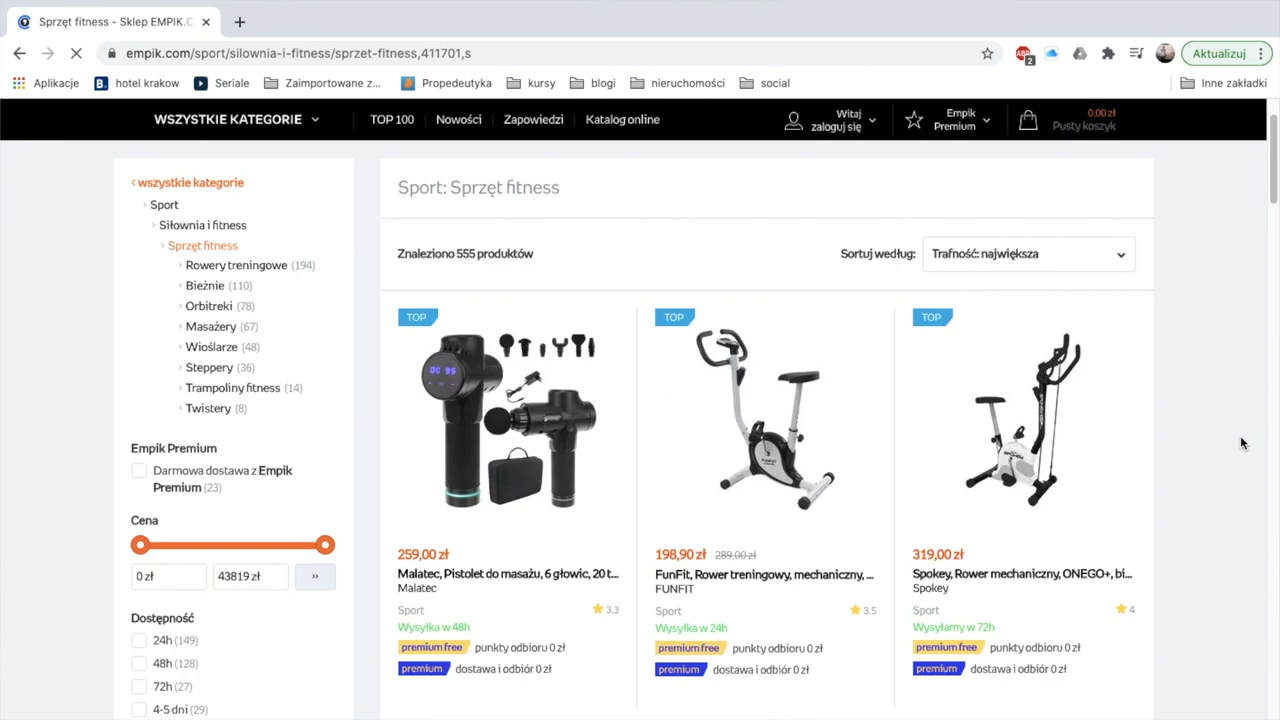 Sprzęt fitness - Sklep EMPIK.C
empik.com/sport/silownia-i-fitness/sprzet-fitness,411701,s
ABP
2
Aktualizuj
Aplikacje
B.
hotel krakow
Seriale
Zaimportowane z...
Propedeutyka
kursy
blogi
nieruchomości
social
Inne zakładki
WSZYSTKIE KATEGORIE
TOP 100
Nowości
Zapowiedzi
Katalog online
Witaj
zaloguj się
Empik
Premium
0,00 zł
Pusty koszyk
wszystkie kategorie
Sport
Siłownia i fitness
Sprzęt fitness
Rowery treningowe (194)
Bieżnie (110)
Orbitreki (78)
Masażery (67)
Wioślarze (48)
Steppery (36)
Trampoliny fitness (14)
Twistery (8)
Empik Premium
Darmowa dostawa z Empik
Premium (23)
Cena
0 zł
43819 zł
››
Dostępność
24h (149)
48h (128)
72h (27)
4-5 dni (29)
Sport: Sprzęt fitness
Znaleziono 555 produktów
Sortuj według:
Trafność: największa
TOP
259,00 zł
Malatec, Pistolet do masażu, 6 głowic, 20 t...
Malatec
Sport
3.3
Wysyłka w 48h
premium free punkty odbioru 0 zł
premium dostawa i odbiór 0 zł
TOP
FUNFIT
198,90 zł 289,00 zł
FunFit, Rower treningowy, mechaniczny, ...
FUNFIT
Sport
3.5
Wysyłka w 24h
premium free punkty odbioru 0 zł
premium dostawa i odbiór 0 zł
TOP
SPOKEY
319,00 zł
Spokey, Rower mechaniczny, ONEGO+, bi...
Spokey
Sport
4
Wysyłamy w 72h
premium free punkty odbioru 0 zł
premium dostawa i odbiór 0 zł